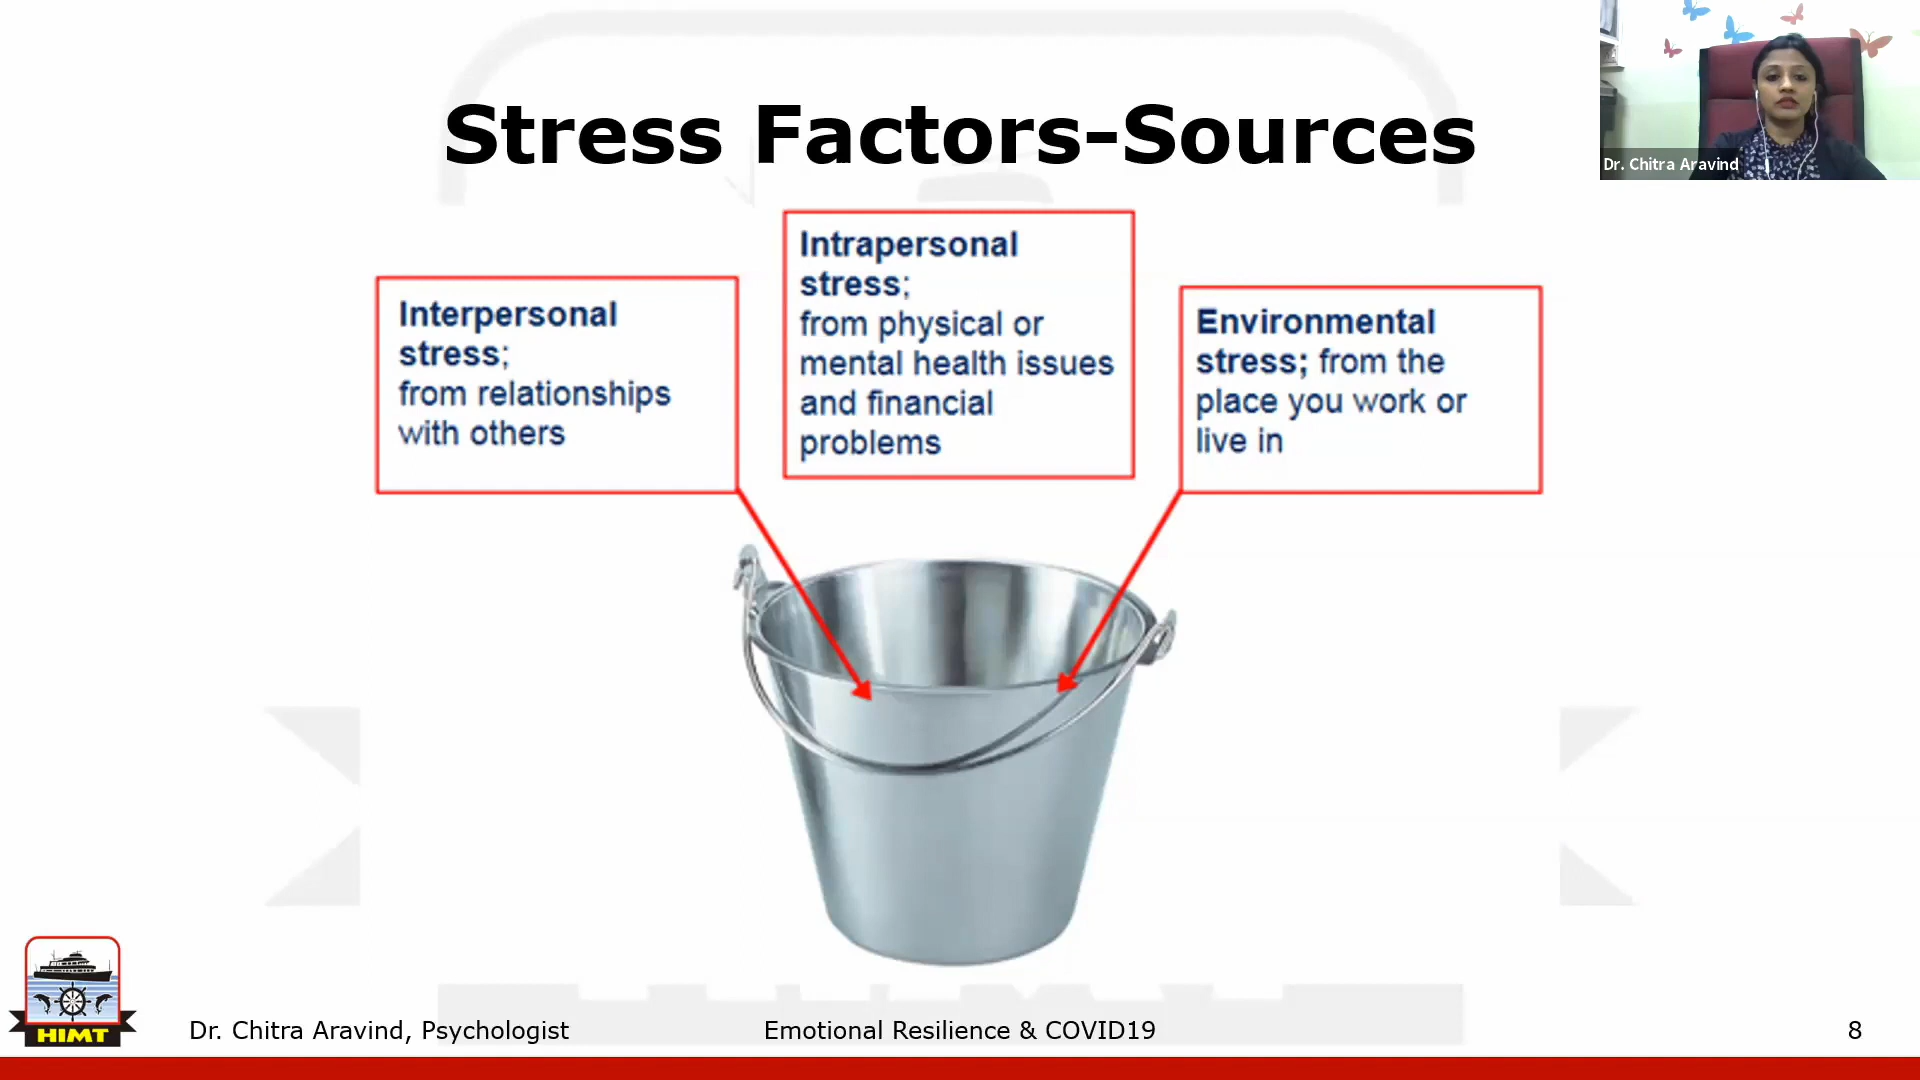 Stress Factors-Sources
Dr. Chitra Aravind
Interpersonal
stress;
from relationships
with others
Intrapersonal
stress;
from physical or
mental health issues
and financial
problems
Environmental
stress; from the
place you work or
live in
HIMT
Dr. Chitra Aravind, Psychologist
Emotional Resilience & COVID19
8